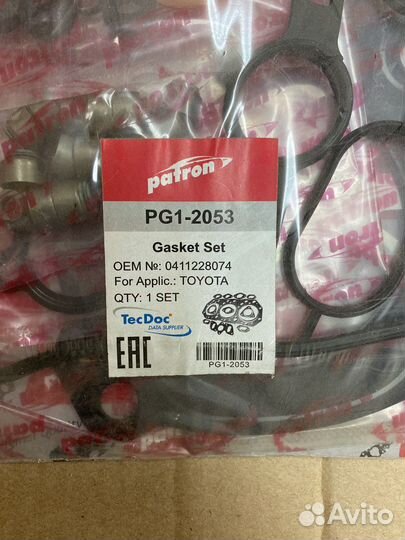 patron
PG1-2053
Gasket Set
OEM №: 0411228074
For Applic.: TOYOTA
QTY: 1 SET
TecDoc
DATA SUPPLIER
EAC
PG1-2053
patron
Avito